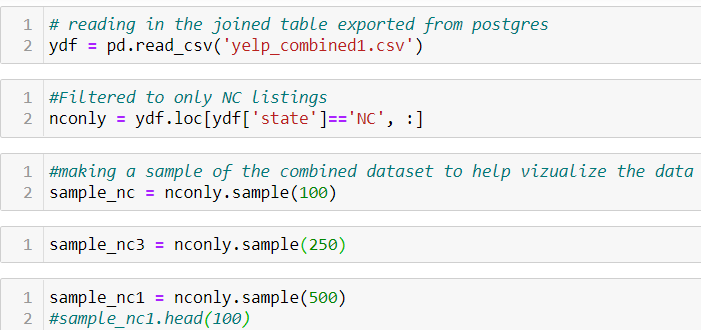 1 # reading in the joined table exported from postgres
2 ydf = pd.read_csv('yelp_combined1.csv')
1 #Filtered to only NC listings
2 nconly = ydf.loc[ydf['state']=='NC', :]
1 #making a sample of the combined dataset to help vizualize the data
2 sample_nc = nconly.sample(100)
1 sample_nc3 = nconly.sample(250)
1 sample_nc1 = nconly.sample(500)
2 #sample_nc1.head(100)